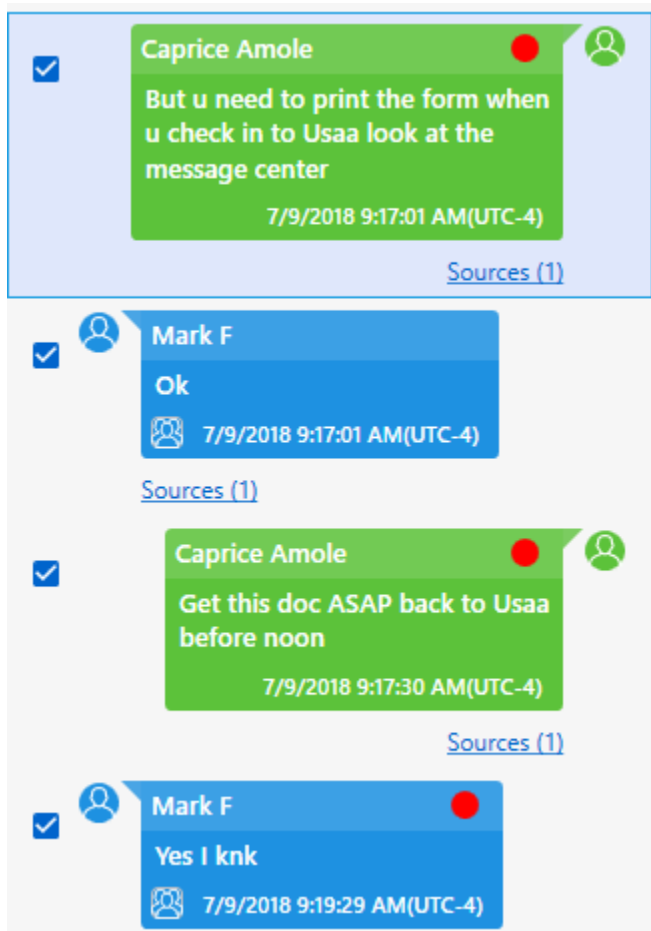 Caprice Amole
But u need to print the form when
u check in to Usaa look at the
message center
7/9/2018 9:17:01 AM(UTC-4)
Sources (1)
Mark F
Ok
7/9/2018 9:17:01 AM(UTC-4)
Sources (1)
Caprice Amole
Get this doc ASAP back to Usaa
before noon
7/9/2018 9:17:30 AM(UTC-4)
Sources (1)
Mark F
Yes I knk
7/9/2018 9:19:29 AM(UTC-4)